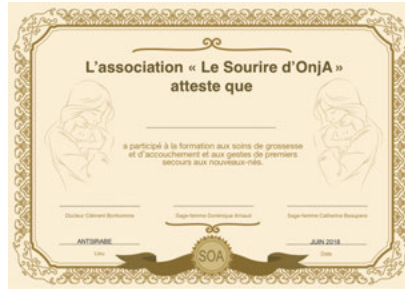 L'association « Le Sourire d'OnjA »
atteste que
a participé à la formation aux soins de grossesse
et d'accouchement et aux gestes de premiers
secours aux nouveaux-nés.
Docteur Clément Bonhomme
Sage-femme Dominique Arnaud
Sage-femme Catherine Beaupere
ANTSIRABE
JUIN 2018
Lieu
Date
SOA